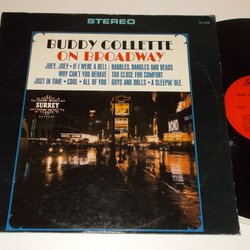 STEREO
BUDDY COLLETTE
ON BROADWAY
JOEY, JOEY • IF I WERE A BELL
WHY CAN'T YOU BEHAVE
JUST IN TIME • COOL • ALL OF YOU
BAUBLES, BANGLES AND BEADS
TOO CLOSE FOR COMFORT
GUYS AND DOLLS • A SLEEPIN' BEE
SURREY